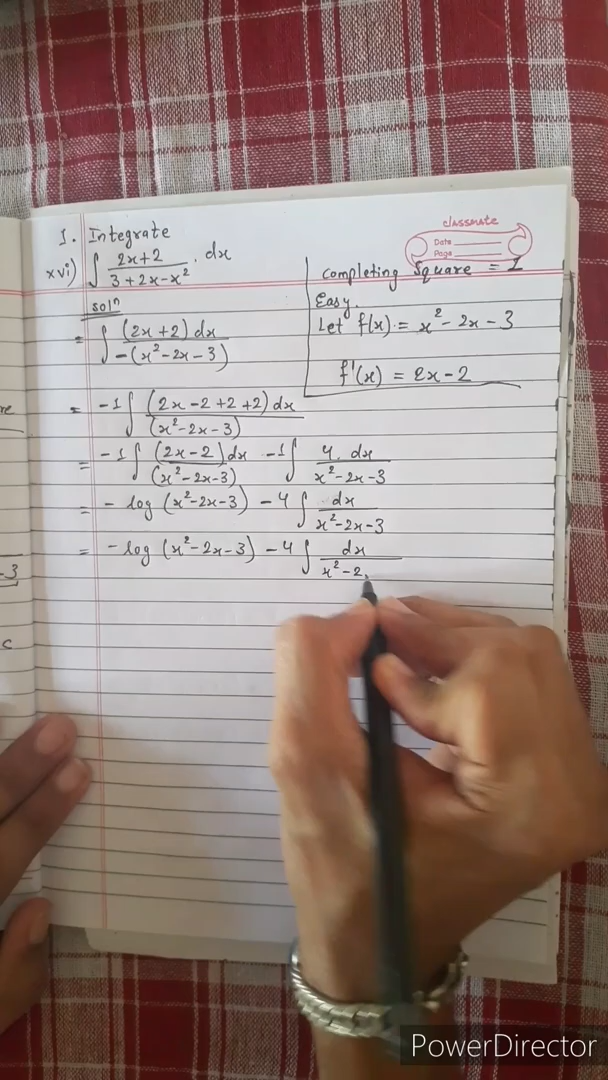 1. Integrate
xvi) ∫ (2x+2)/(3+2x-x²) . dx
classmate
Date
Page
completing Square = 1
Easy.
Let f(x) = x² - 2x - 3
f'(x) = 2x - 2
solⁿ
= ∫ (2x+2) dx / -(x²-2x-3)
= -1 ∫ (2x-2+2+2) dx / (x²-2x-3)
= -1 ∫ (2x-2) dx / (x²-2x-3) -1 ∫ 4. dx / x²-2x-3
= - log (x²-2x-3) - 4 ∫ dx / x²-2x-3
= - log (x²-2x-3) - 4 ∫ dx / x²-2
-3
c
PowerDirector